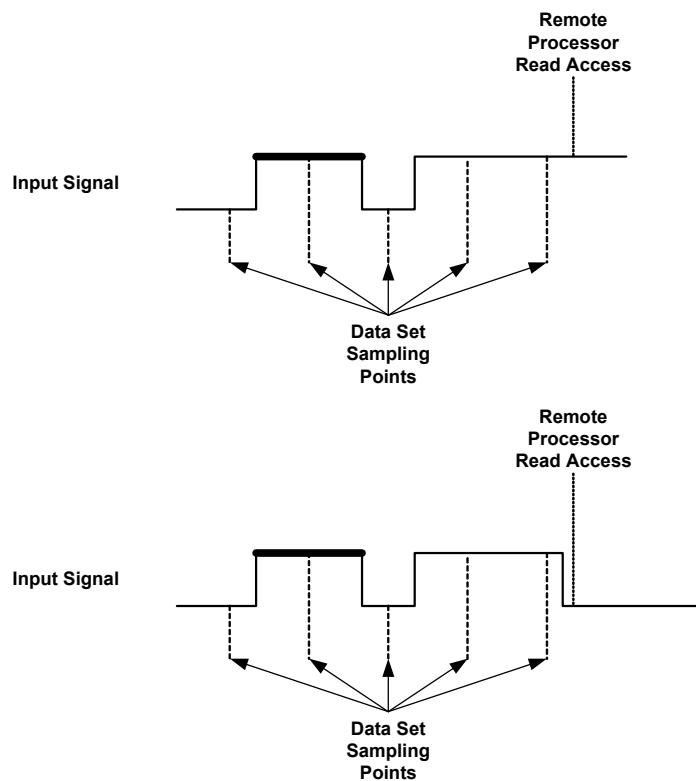 Remote
Processor
Read Access
Input Signal
Data Set
Sampling
Points
Remote
Processor
Read Access
Input Signal
Data Set
Sampling
Points